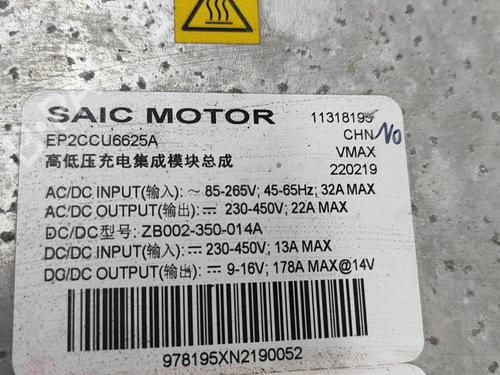 SAIC MOTOR 11318195
EP2CCU6625A CHN NO
高低压充电集成模块总成 VMAX
220219
AC/DC INPUT(输入): ~ 85-265V; 45-65Hz; 32A MAX
AC/DC OUTPUT(输出): ⎓ 230-450V; 22A MAX
DC/DC型号: ZB002-350-014A
DC/DC INPUT(输入): ⎓ 230-450V; 13A MAX
DC/DC OUTPUT(输出): ⎓ 9-16V; 178A MAX@14V
978195XN2190052